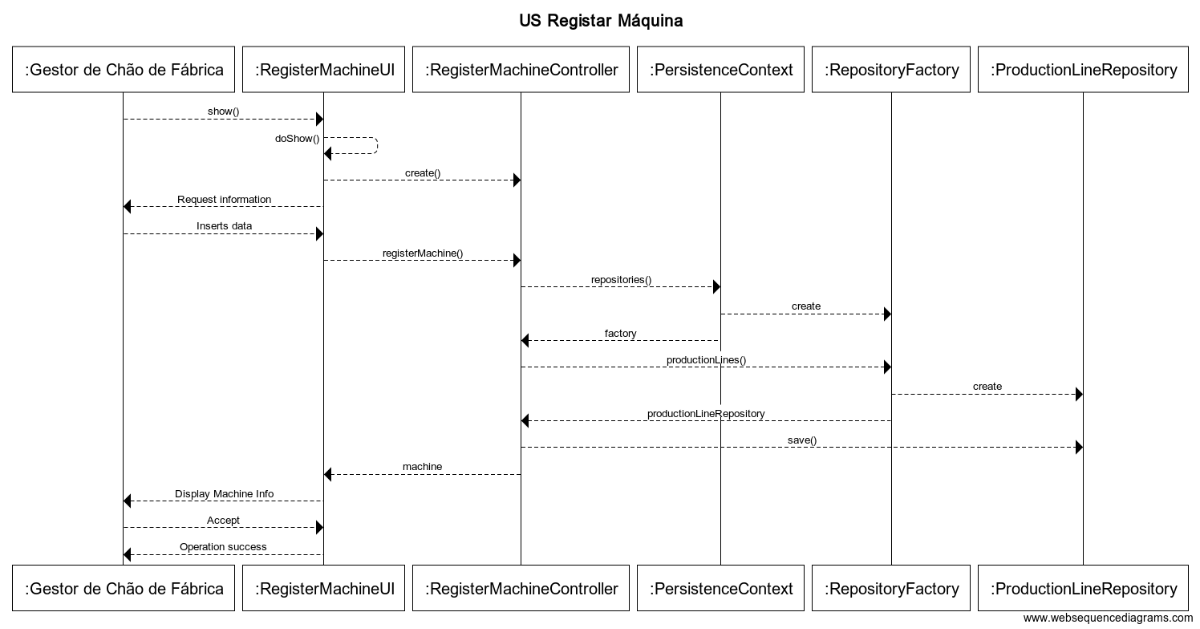 US Registar Máquina
:Gestor de Chão de Fábrica
:RegisterMachineUI
:RegisterMachineController
:PersistenceContext
:RepositoryFactory
:ProductionLineRepository
show()
doShow()
create()
Request information
Inserts data
registerMachine()
repositories()
create
factory
productionLines()
create
productionLineRepository
save()
machine
Display Machine Info
Accept
Operation success
:Gestor de Chão de Fábrica
:RegisterMachineUI
:RegisterMachineController
:PersistenceContext
:RepositoryFactory
:ProductionLineRepository
www.websequencediagrams.com